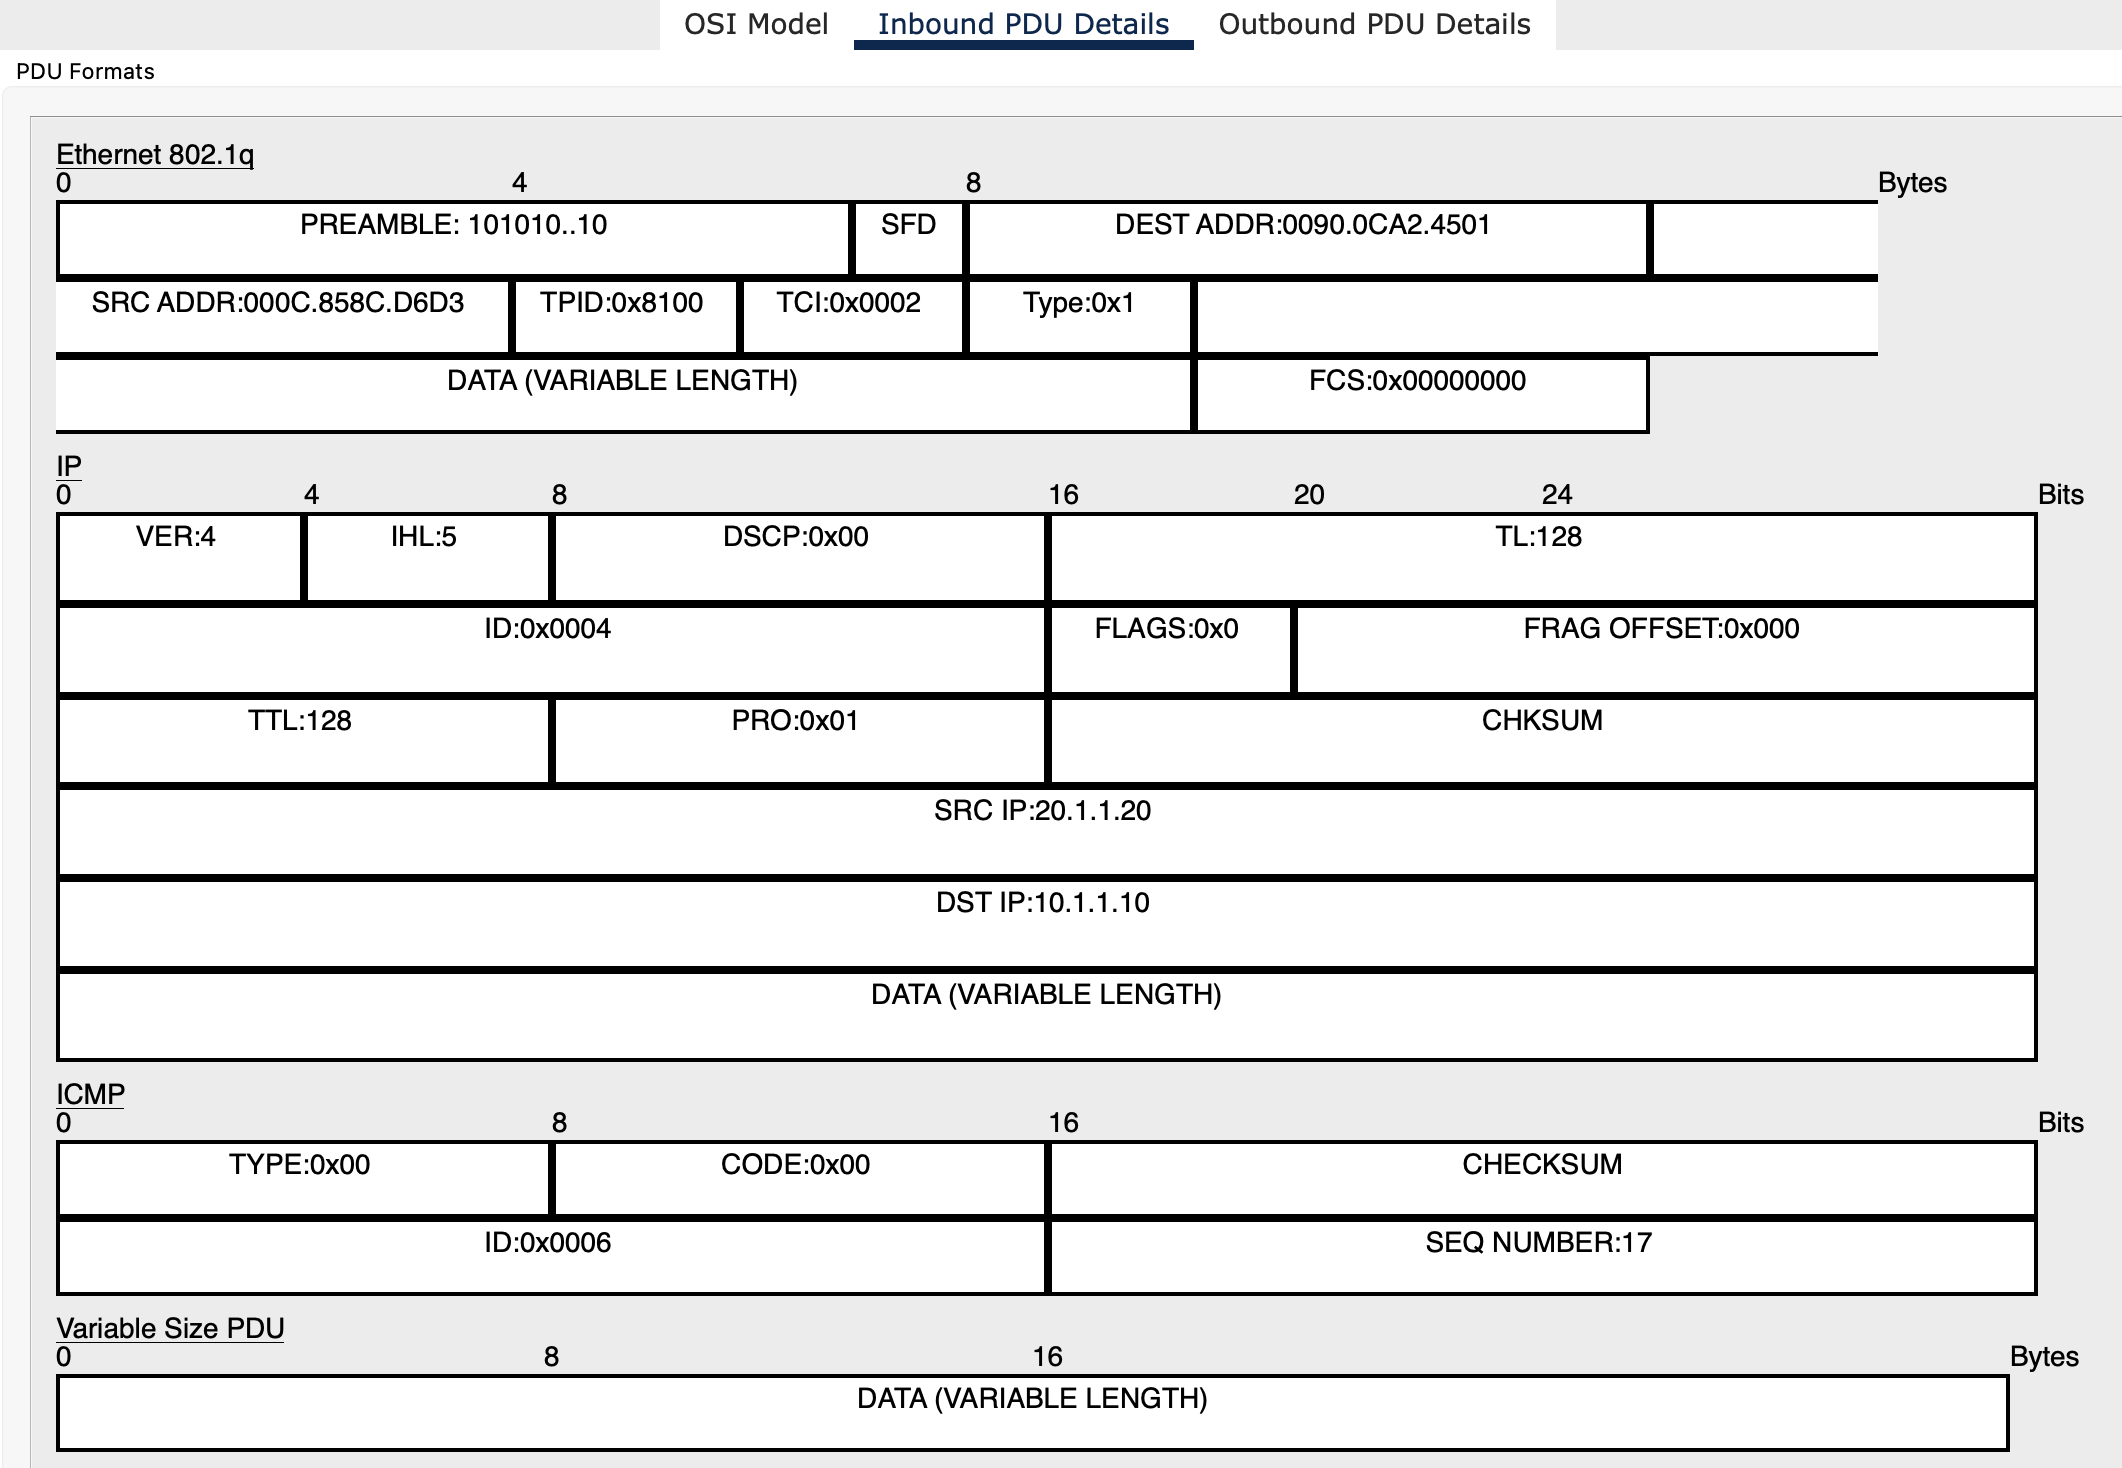 OSI Model Inbound PDU Details Outbound PDU Details
PDU Formats
Ethernet 802.1q
0 4 8 Bytes
PREAMBLE: 101010..10 SFD DEST ADDR:0090.0CA2.4501
SRC ADDR:000C.858C.D6D3 TPID:0x8100 TCI:0x0002 Type:0x1
DATA (VARIABLE LENGTH) FCS:0x00000000
IP
0 4 8 16 20 24 Bits
VER:4 IHL:5 DSCP:0x00 TL:128
ID:0x0004 FLAGS:0x0 FRAG OFFSET:0x000
TTL:128 PRO:0x01 CHKSUM
SRC IP:20.1.1.20
DST IP:10.1.1.10
DATA (VARIABLE LENGTH)
ICMP
0 8 16 Bits
TYPE:0x00 CODE:0x00 CHECKSUM
ID:0x0006 SEQ NUMBER:17
Variable Size PDU
0 8 16 Bytes
DATA (VARIABLE LENGTH)